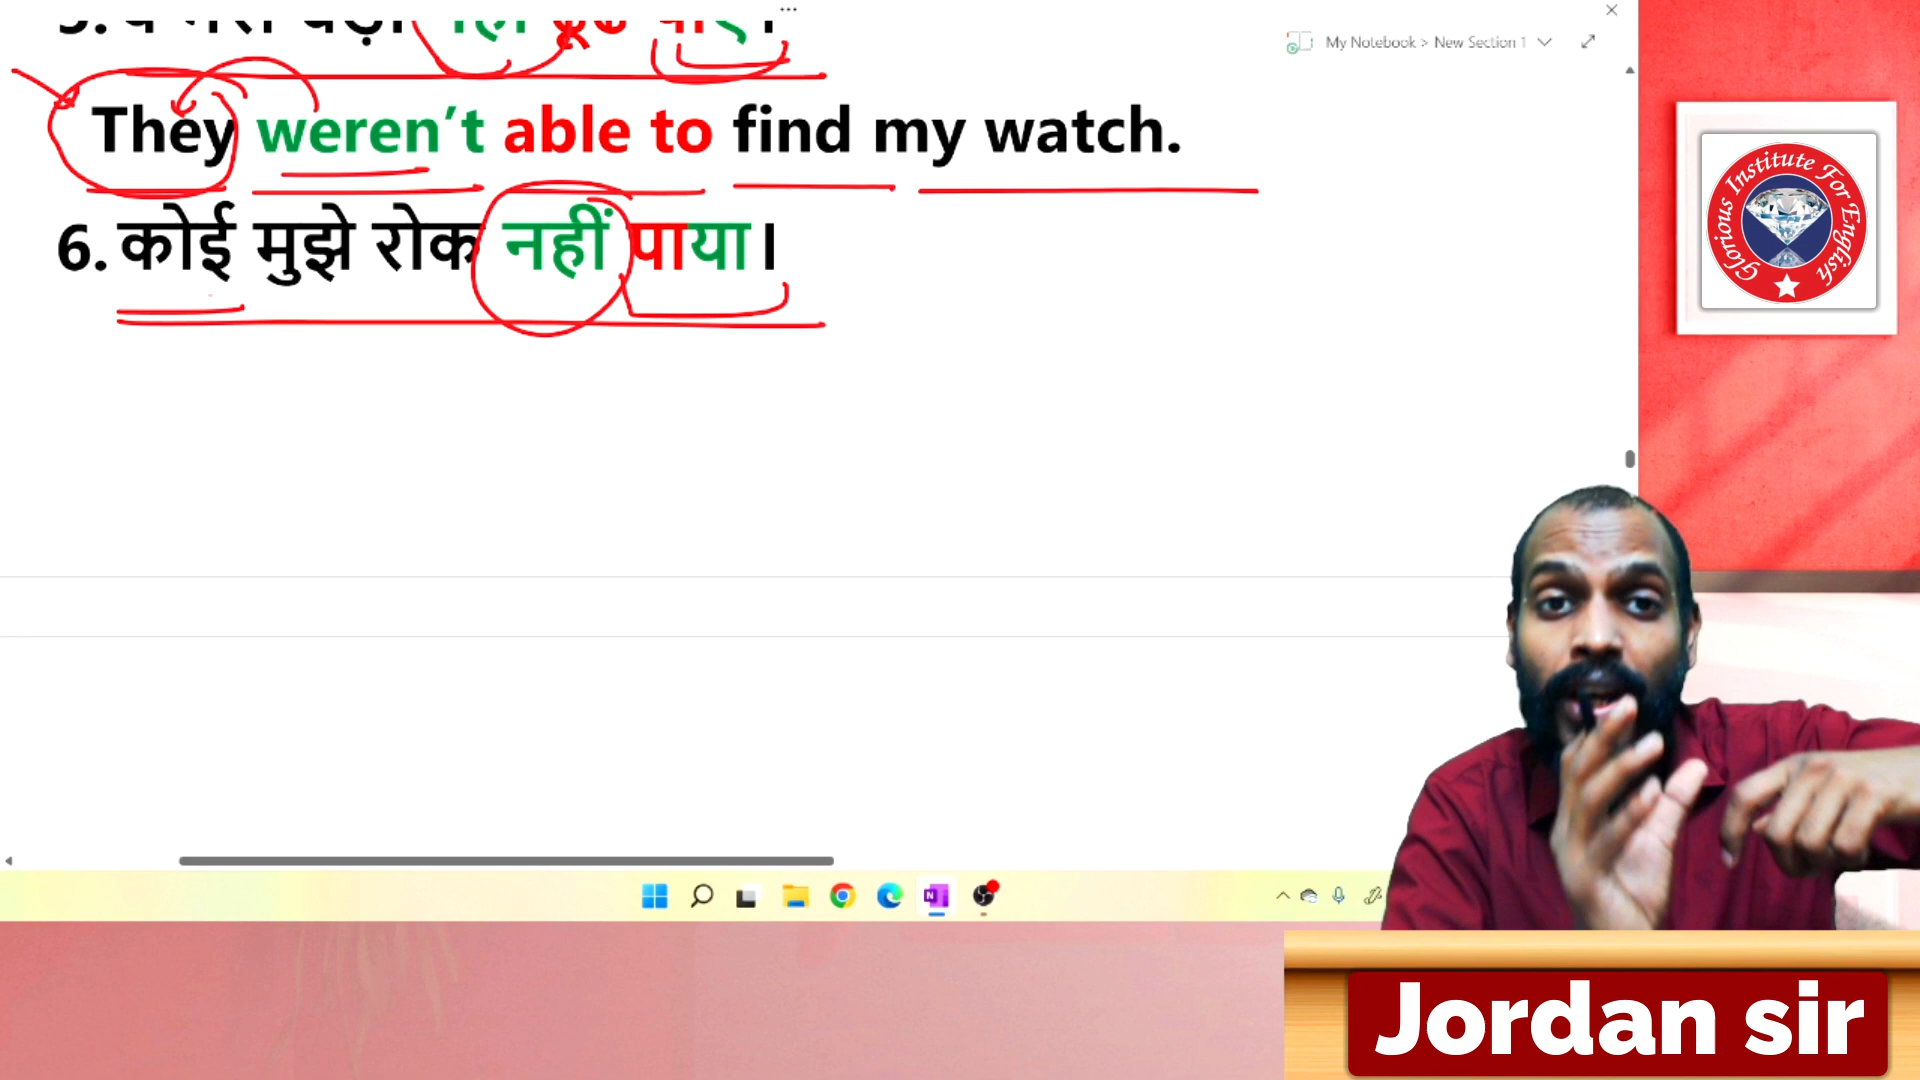 My Notebook > New Section 1
They weren't able to find my watch.
6. कोई मुझे रोक नहीं पाया।
Glorious Institute For English
Jordan sir